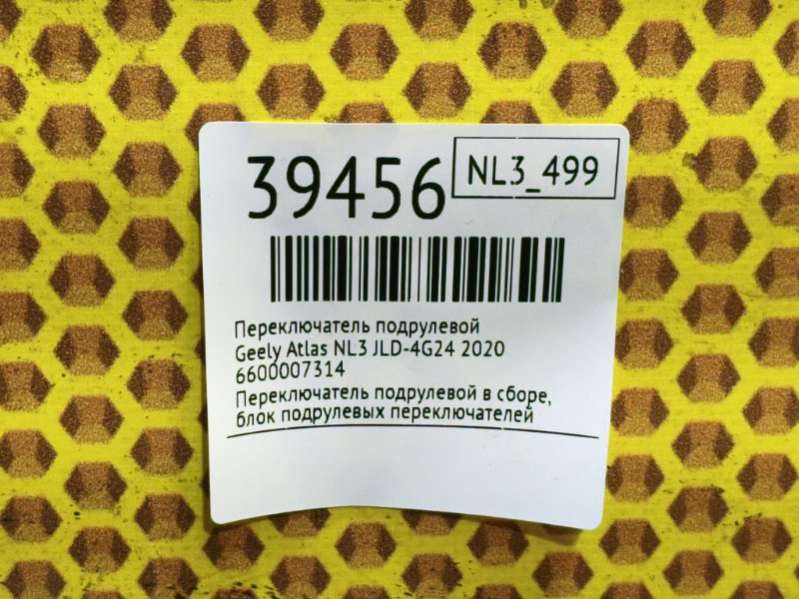 39456
NL3_499
Переключатель подрулевой
Geely Atlas NL3 JLD-4G24 2020
6600007314
Переключатель подрулевой в сборе,
блок подрулевых переключателей